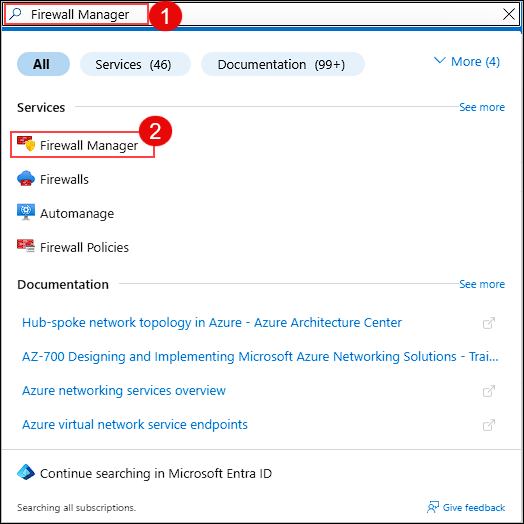 Firewall Manager 1
All Services (46) Documentation (99+) More (4)
Services See more
2
Firewall Manager
Firewalls
Automanage
Firewall Policies
Documentation See more
Hub-spoke network topology in Azure - Azure Architecture Center
AZ-700 Designing and Implementing Microsoft Azure Networking Solutions - Trai...
Azure networking services overview
Azure virtual network service endpoints
Continue searching in Microsoft Entra ID
Searching all subscriptions. Give feedback